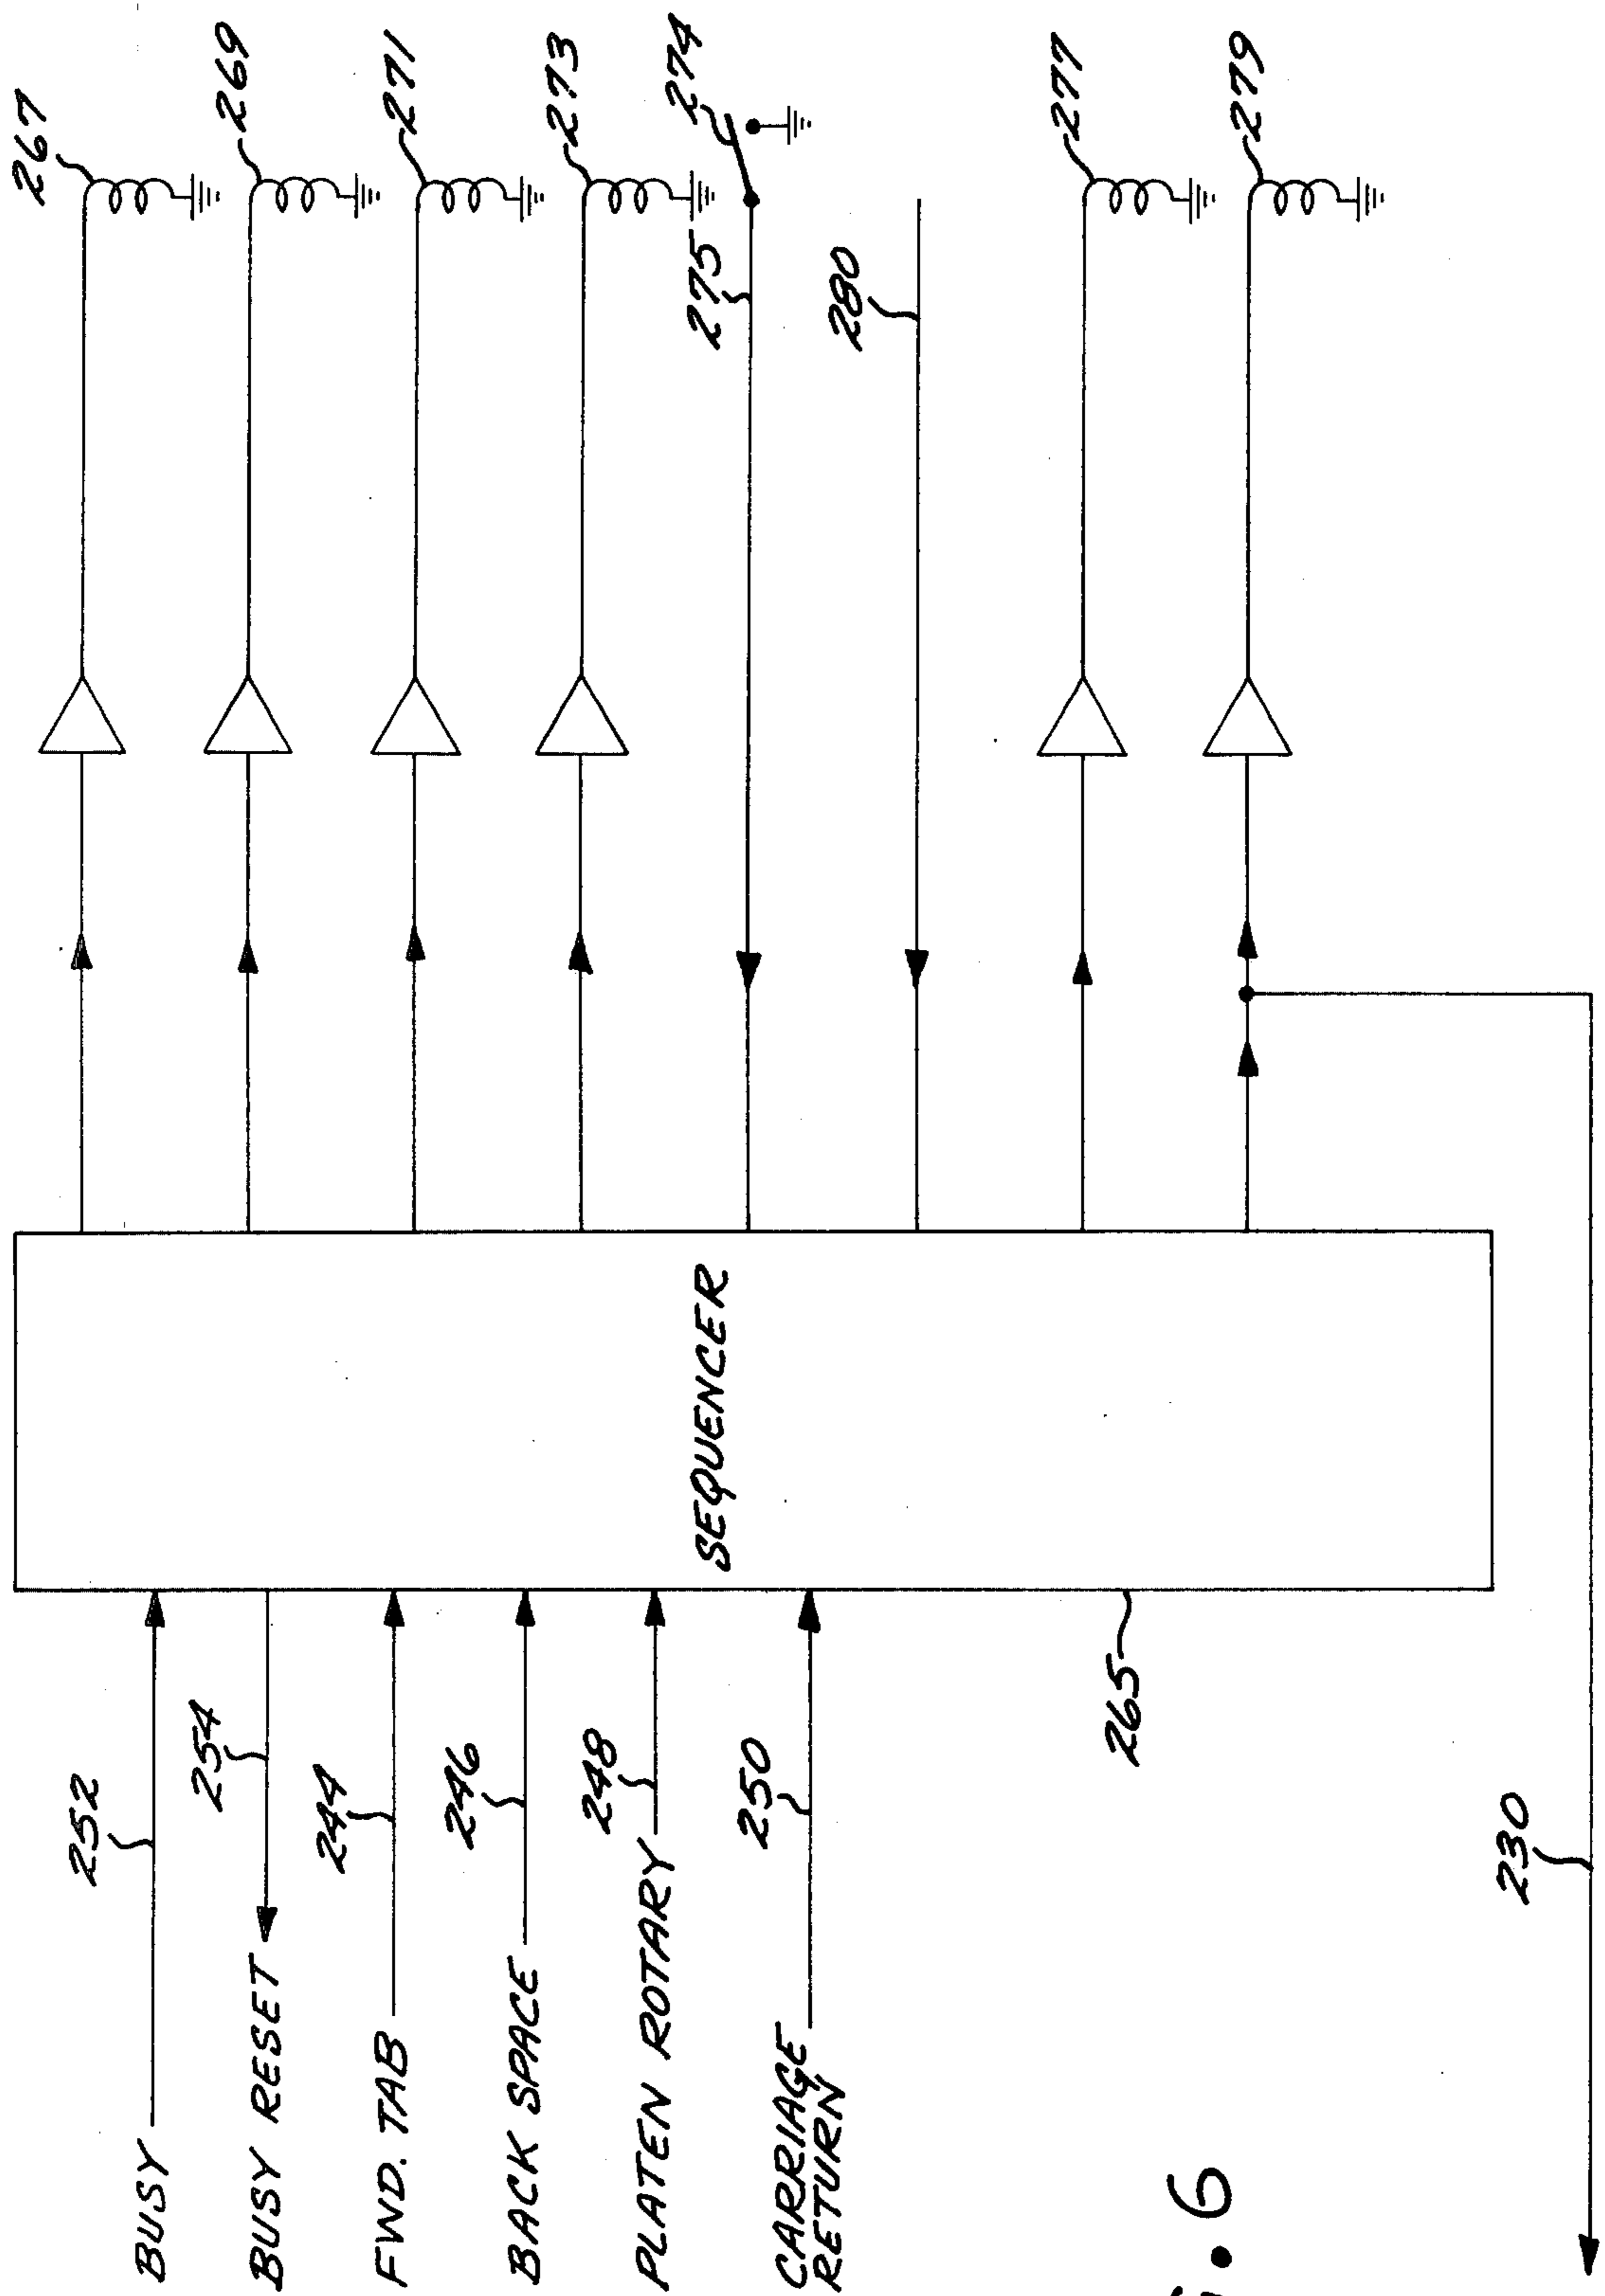 267
269
271
273
274
275
280
277
279
SEQUENCER
BUSY
252
BUSY RESET
254
FWD. TAB
244
BACK SPACE
246
PLATEN ROTARY
248
CARRIAGE
RETURN
250
265
230
6